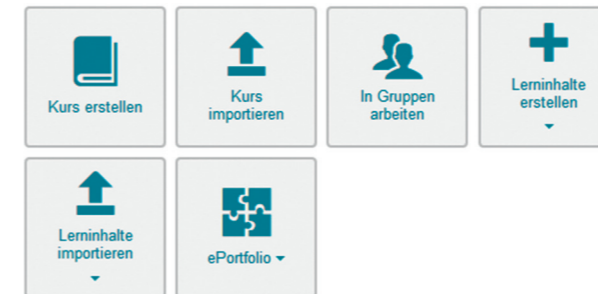 Kurs erstellen
Kurs
importieren
In Gruppen
arbeiten
Lerninhalte
erstellen
Lerninhalte
importieren
ePortfolio